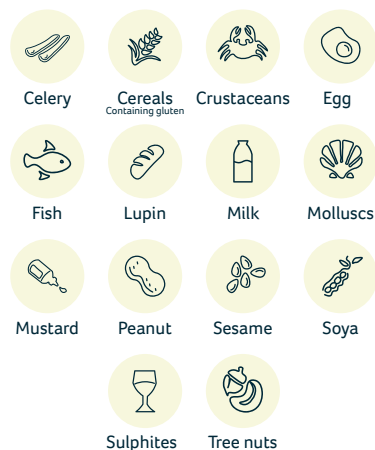 Celery Cereals Crustaceans Egg
Containing gluten
Fish Lupin Milk Molluscs
Mustard Peanut Sesame Soya
Sulphites Tree nuts